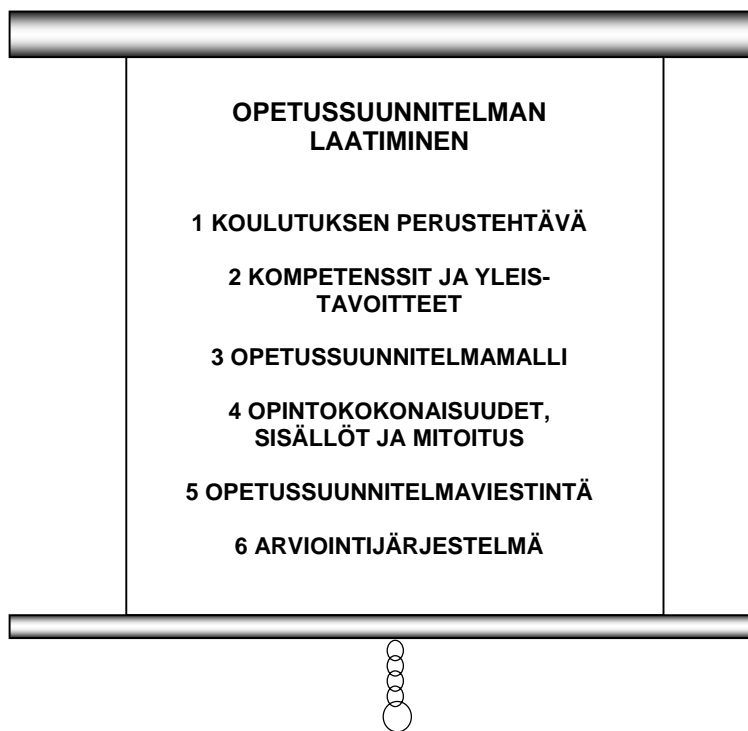 OPETUSSUUNNITELMAN
LAATIMINEN
1 KOULUTUKSEN PERUSTEHTÄVÄ
2 KOMPETENSSIT JA YLEIS-
TAVOITTEET
3 OPETUSSUUNNITELMAMALLI
4 OPINTOKOKONAISUUDET,
SISÄLLÖT JA MITOITUS
5 OPETUSSUUNNITELMAVIESTINTÄ
6 ARVIOINTIJÄRJESTELMÄ